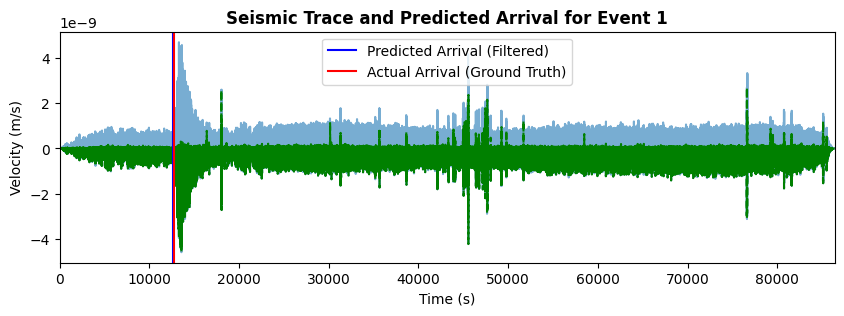 Seismic Trace and Predicted Arrival for Event 1
1e−9
Predicted Arrival (Filtered)
Actual Arrival (Ground Truth)
4
2
0
−2
−4
Velocity (m/s)
0 10000 20000 30000 40000 50000 60000 70000 80000
Time (s)